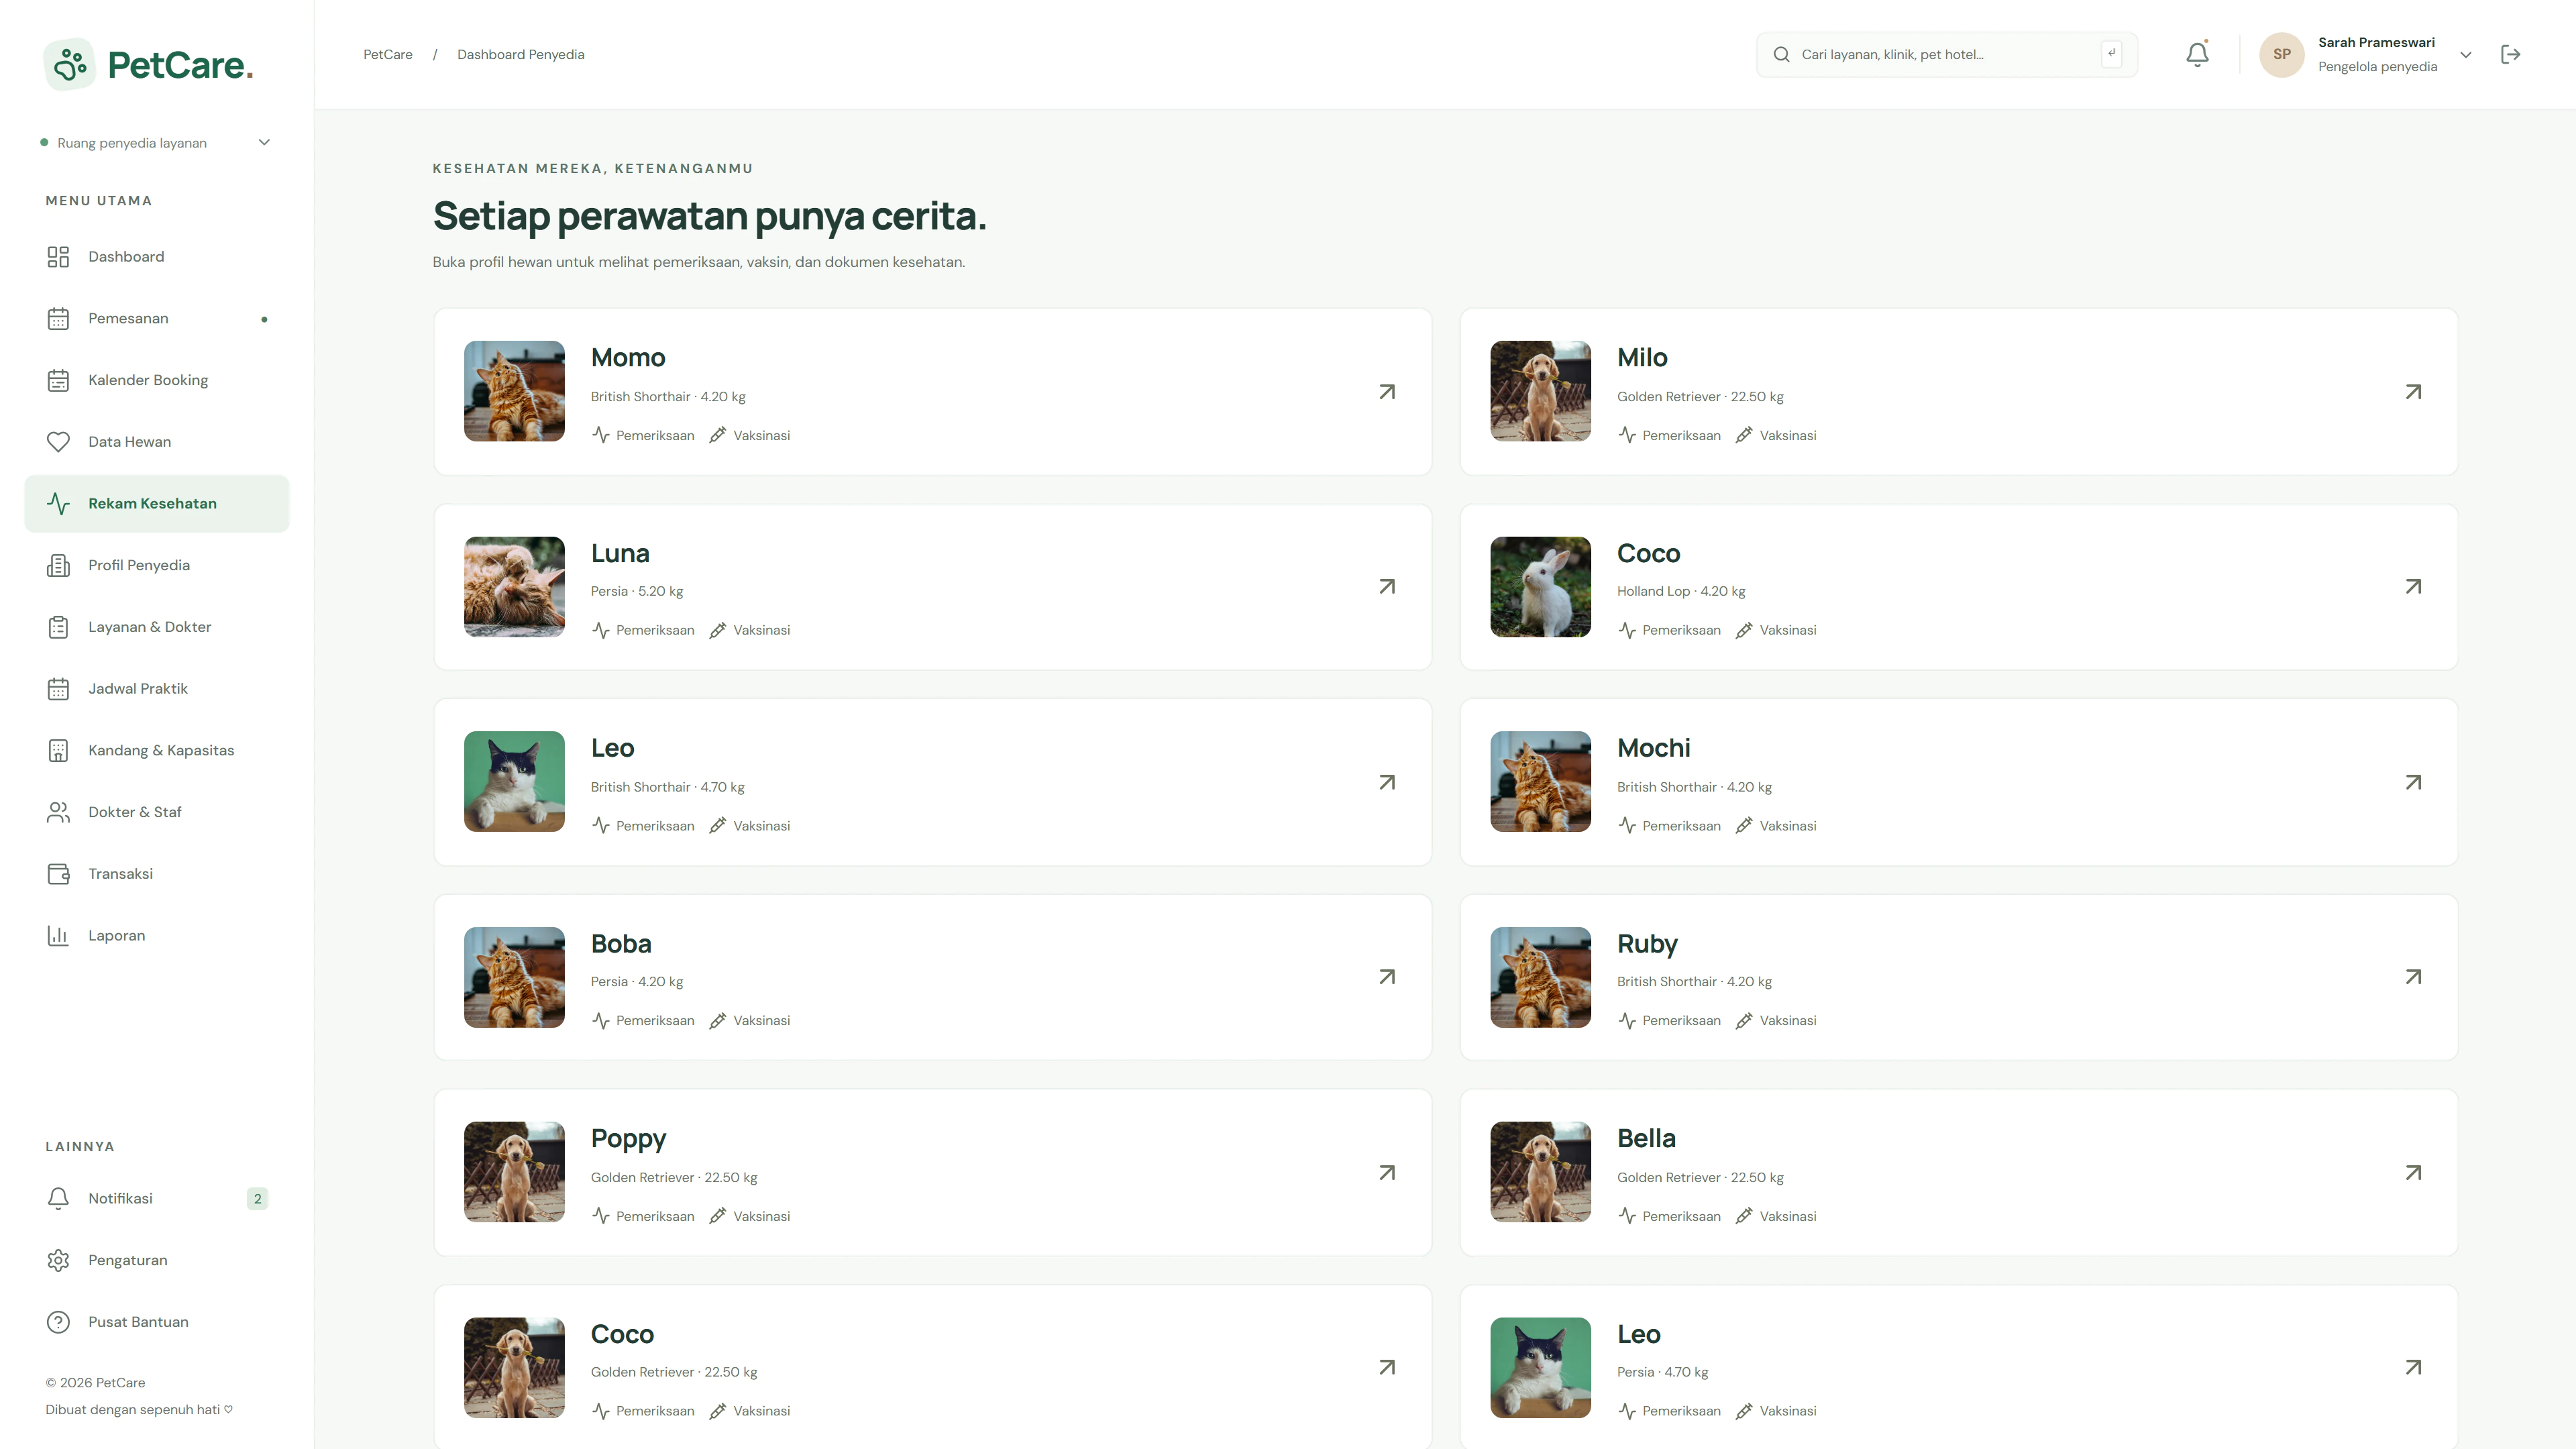 PetCare.
Ruang penyedia layanan
MENU UTAMA
Dashboard
Pemesanan
Kalender Booking
Data Hewan
Rekam Kesehatan
Profil Penyedia
Layanan & Dokter
Jadwal Praktik
Kandang & Kapasitas
Dokter & Staf
Transaksi
Laporan
LAINNYA
Notifikasi 2
Pengaturan
Pusat Bantuan
© 2026 PetCare
Dibuat dengan sepenuh hati ♡
PetCare / Dashboard Penyedia
Cari layanan, klinik, pet hotel...
SP
Sarah Prameswari
Pengelola penyedia
KESEHATAN MEREKA, KETENANGANMU
Setiap perawatan punya cerita.
Buka profil hewan untuk melihat pemeriksaan, vaksin, dan dokumen kesehatan.
Momo
British Shorthair · 4.20 kg
Pemeriksaan Vaksinasi
Milo
Golden Retriever · 22.50 kg
Pemeriksaan Vaksinasi
Luna
Persia · 5.20 kg
Pemeriksaan Vaksinasi
Coco
Holland Lop · 4.20 kg
Pemeriksaan Vaksinasi
Leo
British Shorthair · 4.70 kg
Pemeriksaan Vaksinasi
Mochi
British Shorthair · 4.20 kg
Pemeriksaan Vaksinasi
Boba
Persia · 4.20 kg
Pemeriksaan Vaksinasi
Ruby
British Shorthair · 4.20 kg
Pemeriksaan Vaksinasi
Poppy
Golden Retriever · 22.50 kg
Pemeriksaan Vaksinasi
Bella
Golden Retriever · 22.50 kg
Pemeriksaan Vaksinasi
Coco
Golden Retriever · 22.50 kg
Pemeriksaan Vaksinasi
Leo
Persia · 4.70 kg
Pemeriksaan Vaksinasi